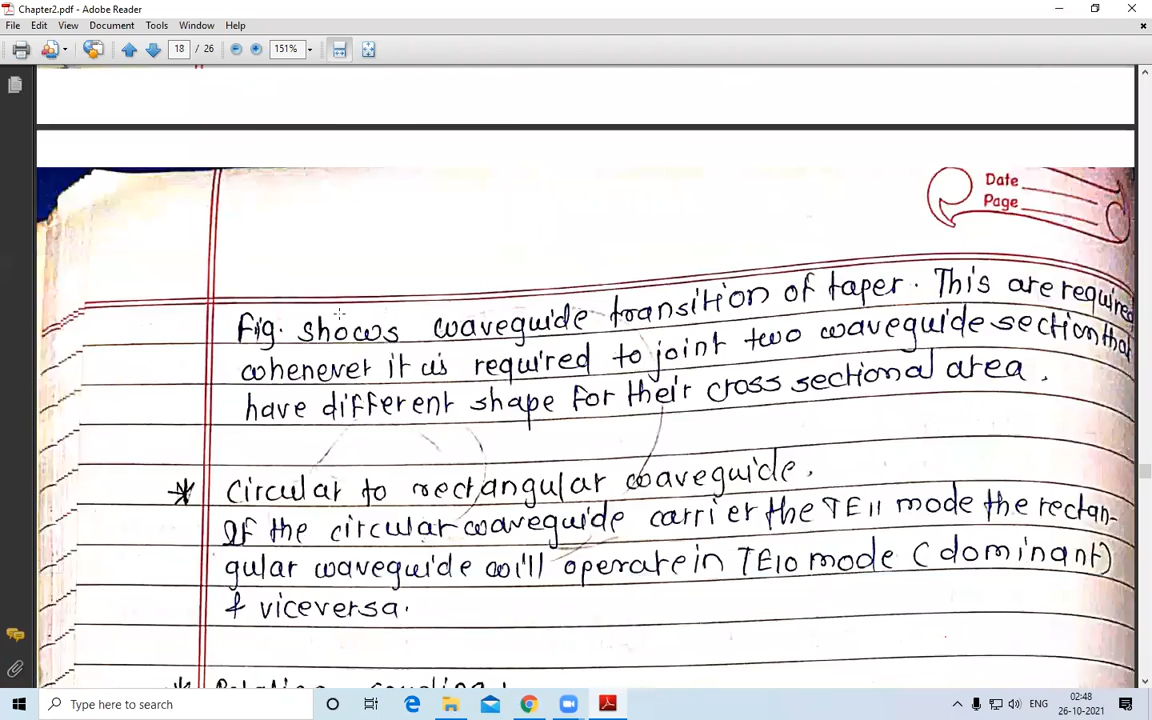 Chapter2.pdf - Adobe Reader
File Edit View Document Tools Window Help
18 / 26 151%
Date
Page
Fig. shows waveguide transition of taper. This are required
whenever it is required to joint two waveguide section that
have different shape for their cross sectional area.
* Circular to rectangular waveguide.
If the circular waveguide carrier the TE11 mode the rectan-
gular waveguide will operate in TE10 mode (dominant)
& viceversa.
Type here to search
ENG
02:48
26-10-2021